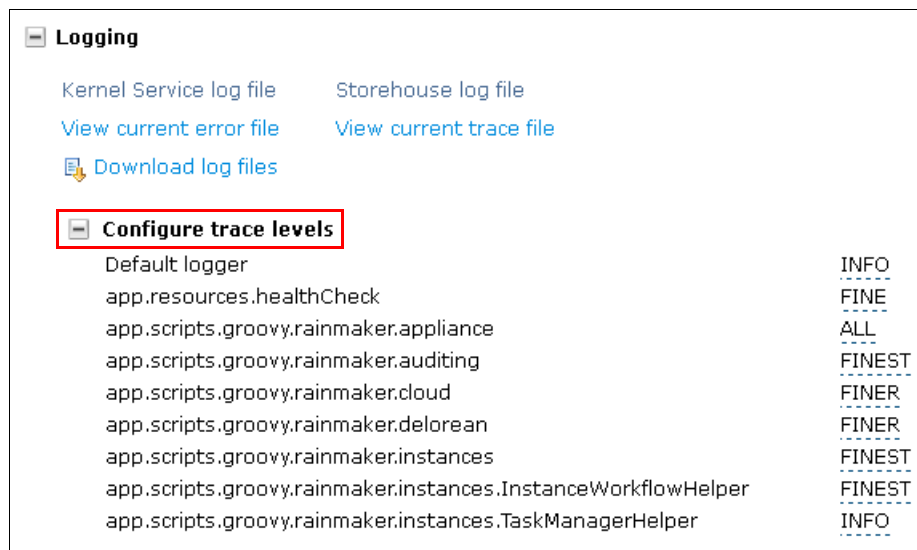 Logging
Kernel Service log file Storehouse log file
View current error file View current trace file
Download log files
Configure trace levels
Default logger INFO
app.resources.healthCheck FINE
app.scripts.groovy.rainmaker.appliance ALL
app.scripts.groovy.rainmaker.auditing FINEST
app.scripts.groovy.rainmaker.cloud FINER
app.scripts.groovy.rainmaker.delorean FINER
app.scripts.groovy.rainmaker.instances FINEST
app.scripts.groovy.rainmaker.instances.InstanceWorkflowHelper FINEST
app.scripts.groovy.rainmaker.instances.TaskManagerHelper INFO